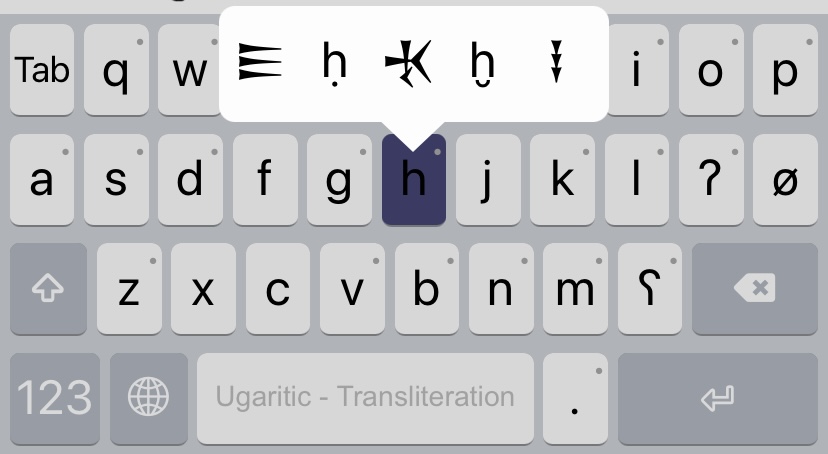 Tab q w 𐎅 ḥ 𐎈 ḫ 𐎃 i o p
a s d f g h j k l ʔ ø
z x c v b n m ʕ
123 Ugaritic - Transliteration .